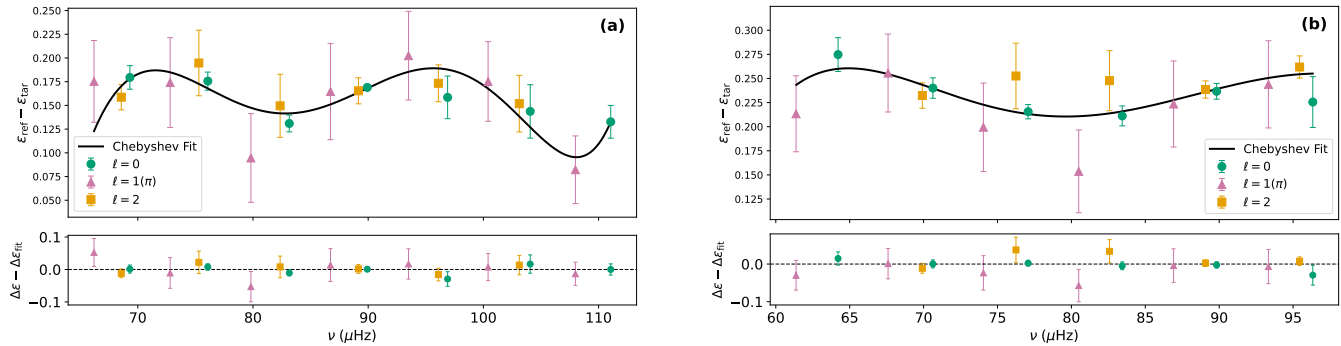 (a)
0.250
0.225
0.200
0.175
0.150
0.125
0.100
0.075
0.050
ε_ref − ε_tar
Chebyshev Fit
ℓ = 0
ℓ = 1(π)
ℓ = 2
0.1
0.0
−0.1
Δε − Δε_fit
70 80 90 100 110
ν (μHz)
(b)
0.300
0.275
0.250
0.225
0.200
0.175
0.150
0.125
ε_ref − ε_tar
Chebyshev Fit
ℓ = 0
ℓ = 1(π)
ℓ = 2
0.0
−0.1
Δε − Δε_fit
60 65 70 75 80 85 90 95
ν (μHz)